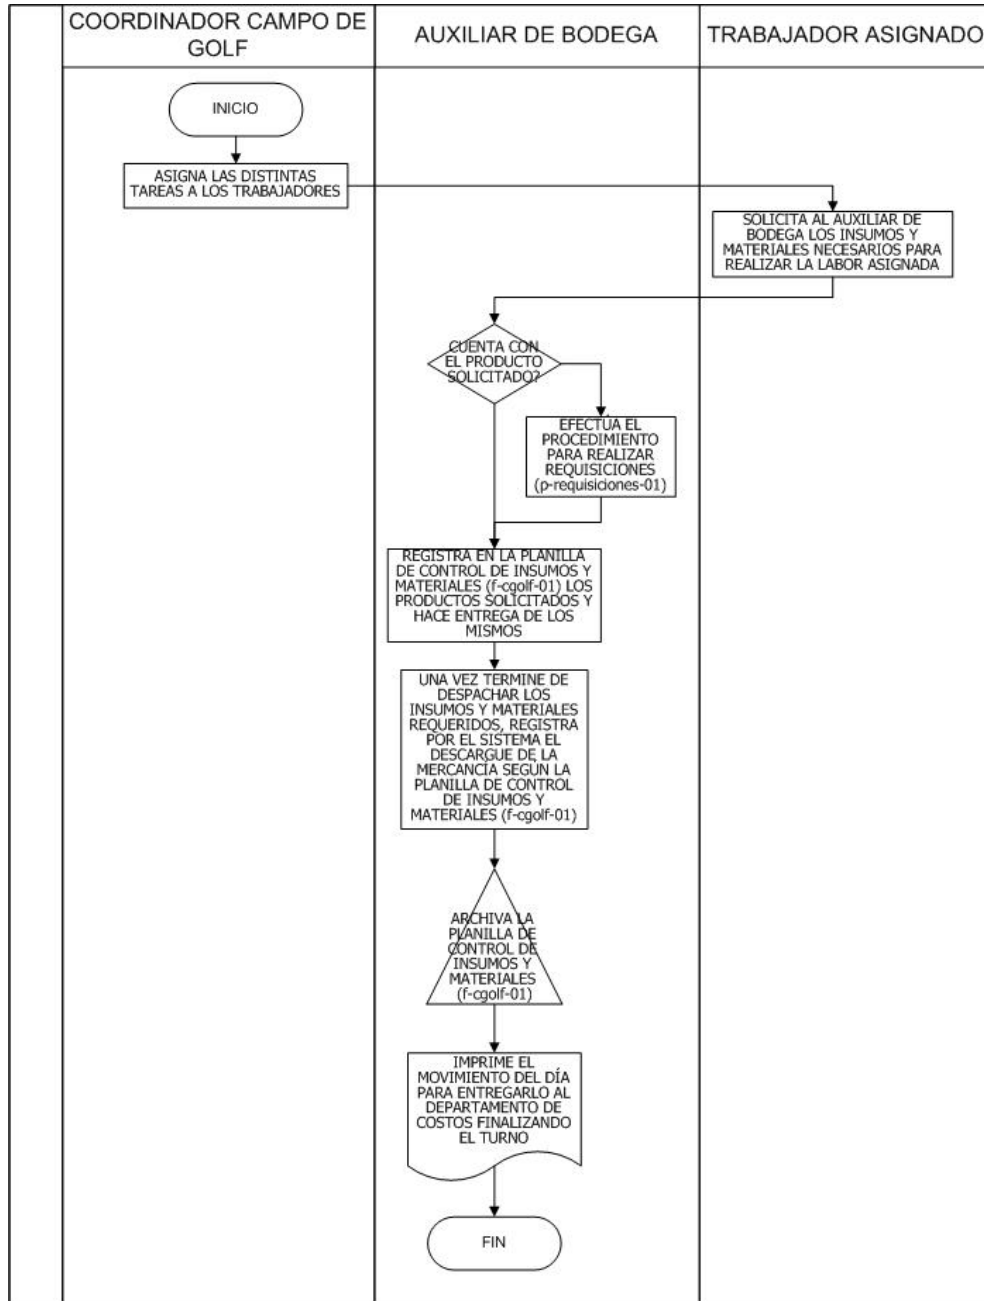 COORDINADOR CAMPO DE
GOLF
AUXILIAR DE BODEGA
TRABAJADOR ASIGNADO
INICIO
ASIGNA LAS DISTINTAS
TAREAS A LOS TRABAJADORES
SOLICITA AL AUXILIAR DE
BODEGA LOS INSUMOS Y
MATERIALES NECESARIOS PARA
REALIZAR LA LABOR ASIGNADA
CUENTA CON
EL PRODUCTO
SOLICITADO?
EFECTÚA EL
PROCEDIMIENTO
PARA REALIZAR
REQUISICIONES
(p-requisiciones-01)
REGISTRA EN LA PLANILLA
DE CONTROL DE INSUMOS Y
MATERIALES (f-cgolf-01) LOS
PRODUCTOS SOLICITADOS Y
HACE ENTREGA DE LOS
MISMOS
UNA VEZ TERMINE DE
DESPACHAR LOS
INSUMOS Y MATERIALES
REQUERIDOS, REGISTRA
POR EL SISTEMA EL
DESCARGUE DE LA
MERCANCÍA SEGÚN LA
PLANILLA DE CONTROL
DE INSUMOS Y
MATERIALES (f-cgolf-01)
ARCHIVA LA
PLANILLA DE
CONTROL DE
INSUMOS Y
MATERIALES
(f-cgolf-01)
IMPRIME EL
MOVIMIENTO DEL DÍA
PARA ENTREGARLO AL
DEPARTAMENTO DE
COSTOS FINALIZANDO
EL TURNO
FIN